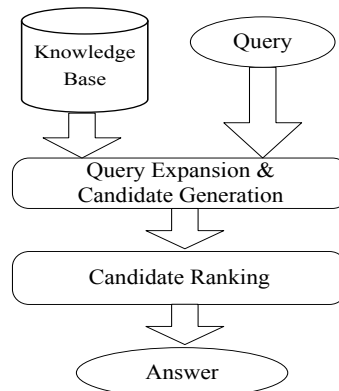 Knowledge
Base
Query
Query Expansion &
Candidate Generation
Candidate Ranking
Answer